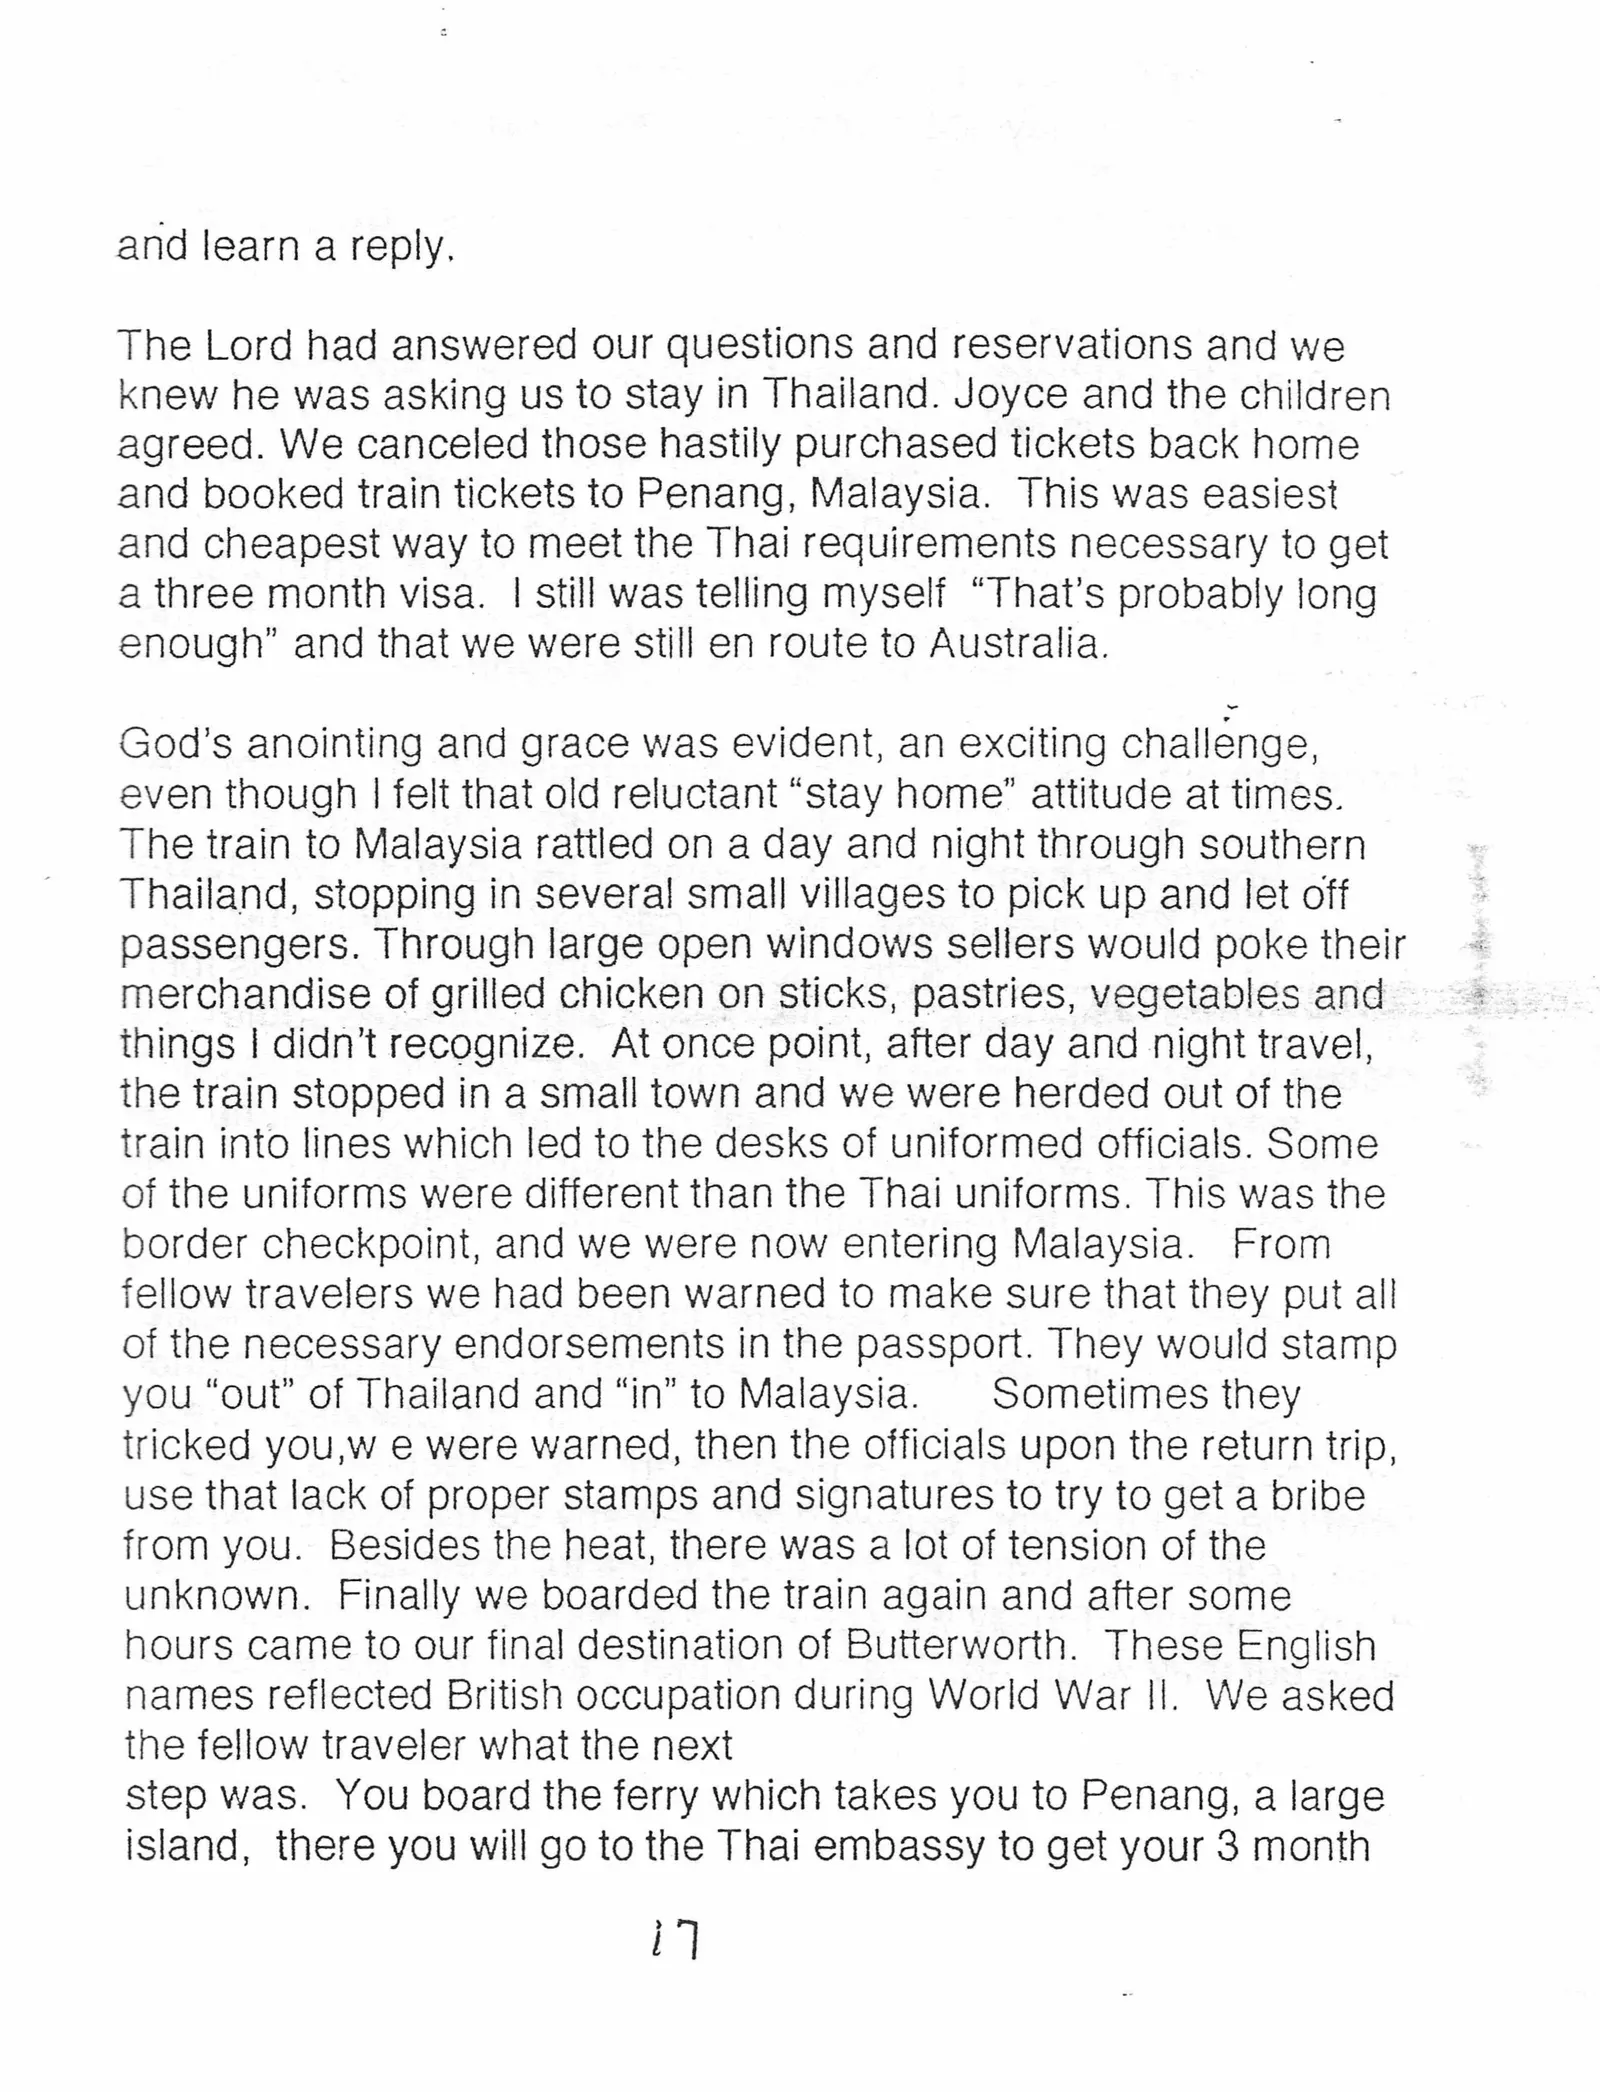 and learn a reply.
The Lord had answered our questions and reservations and we
knew he was asking us to stay in Thailand. Joyce and the children
agreed. We canceled those hastily purchased tickets back home
and booked train tickets to Penang, Malaysia.  This was easiest
and cheapest way to meet the Thai requirements necessary to get
a three month visa.  I still was telling myself  “That’s probably long
enough” and that we were still en route to Australia.
God’s anointing and grace was evident, an exciting challenge,
even though I felt that old reluctant “stay home” attitude at times.
The train to Malaysia rattled on a day and night through southern
Thailand, stopping in several small villages to pick up and let off
passengers. Through large open windows sellers would poke their
merchandise of grilled chicken on sticks, pastries, vegetables and
things I didn’t recognize.  At once point, after day and night travel,
the train stopped in a small town and we were herded out of the
train into lines which led to the desks of uniformed officials. Some
of the uniforms were different than the Thai uniforms. This was the
border checkpoint, and we were now entering Malaysia.   From
fellow travelers we had been warned to make sure that they put all
of the necessary endorsements in the passport. They would stamp
you “out” of Thailand and “in” to Malaysia.     Sometimes they
tricked you,w e were warned, then the officials upon the return trip,
use that lack of proper stamps and signatures to try to get a bribe
from you.  Besides the heat, there was a lot of tension of the
unknown.  Finally we boarded the train again and after some
hours came to our final destination of Butterworth.  These English
names reflected British occupation during World War II.  We asked
the fellow traveler what the next
step was.  You board the ferry which takes you to Penang, a large
island,  there you will go to the Thai embassy to get your 3 month
17